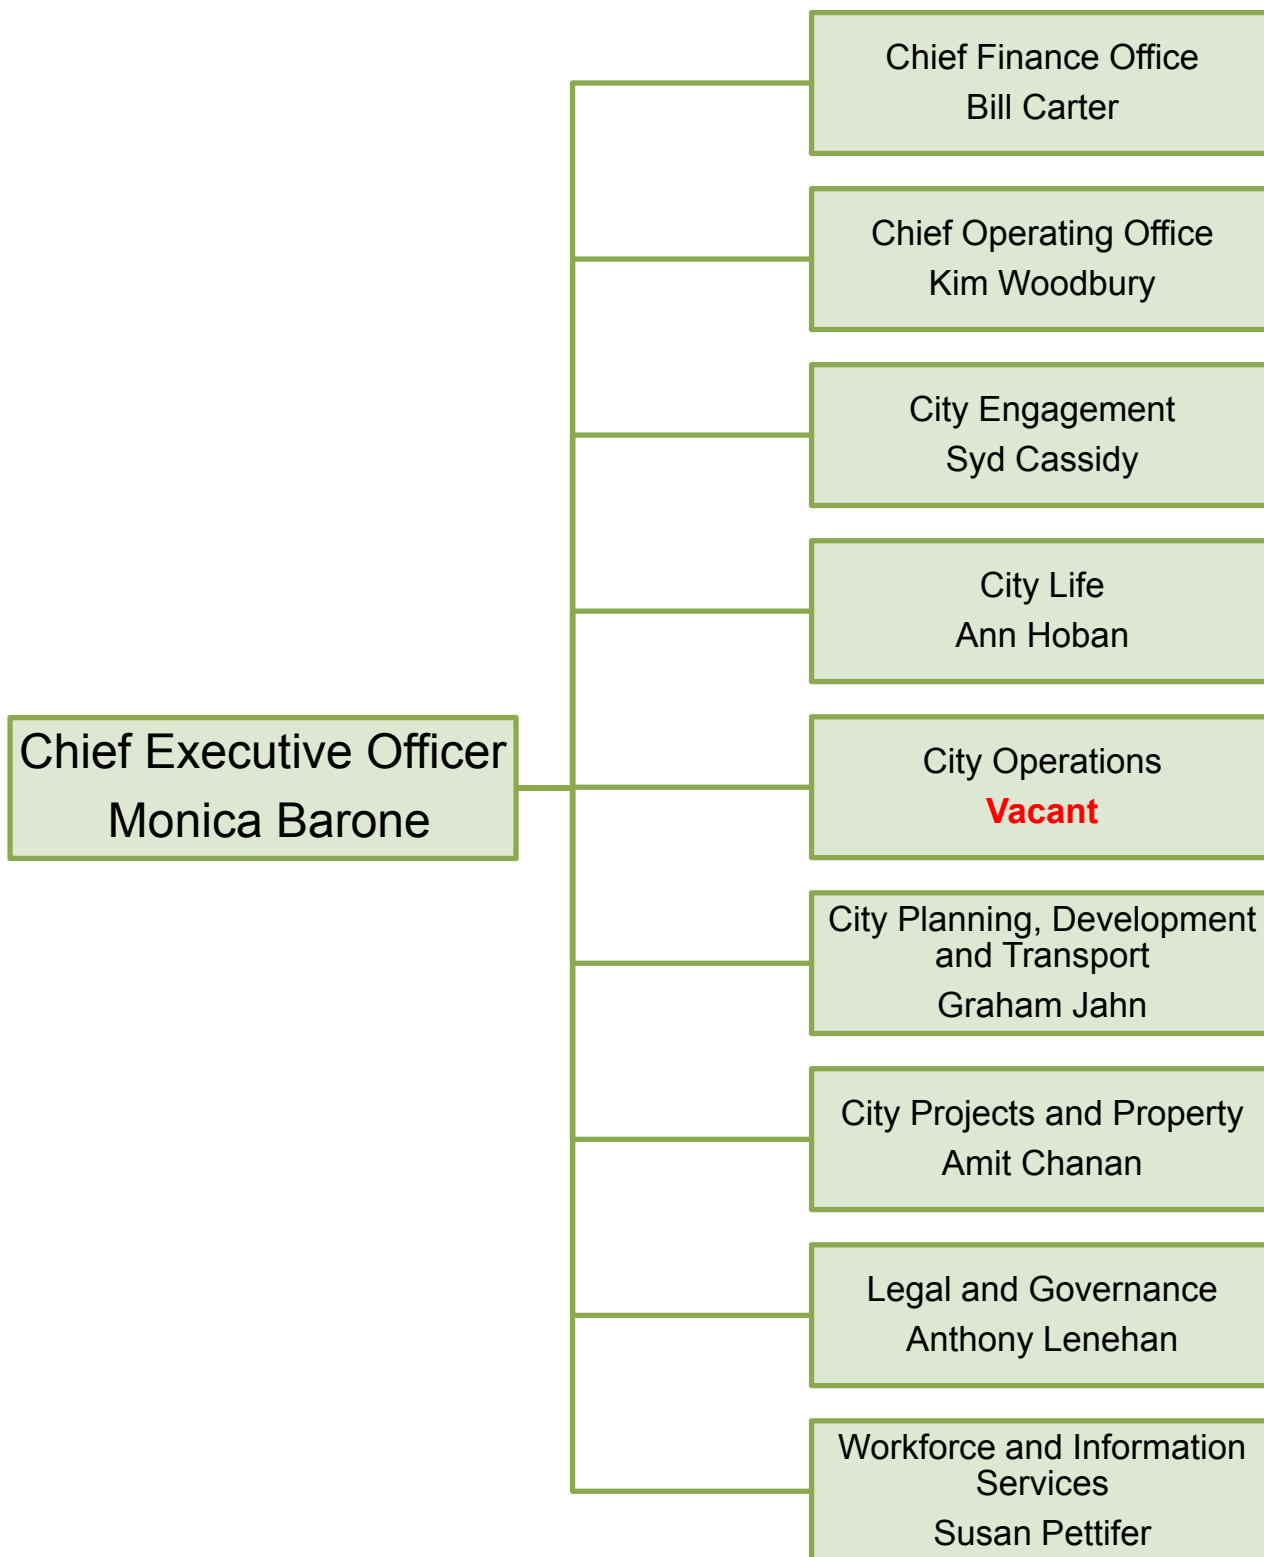 Chief Finance Office
Bill Carter
Chief Operating Office
Kim Woodbury
City Engagement
Syd Cassidy
City Life
Ann Hoban
Chief Executive Officer
Monica Barone
City Operations
Vacant
City Planning, Development
and Transport
Graham Jahn
City Projects and Property
Amit Chanan
Legal and Governance
Anthony Lenehan
Workforce and Information
Services
Susan Pettifer